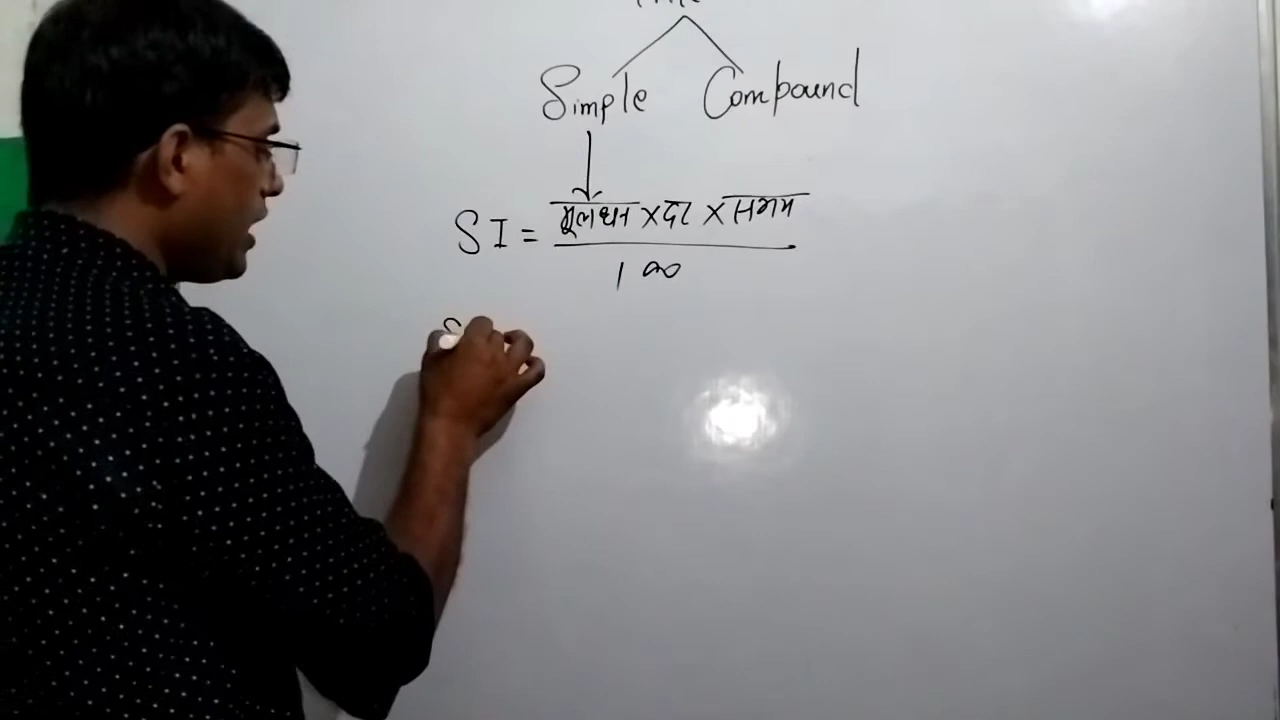 Simple Compound
SI = मूलधन × दर × समय
100
S